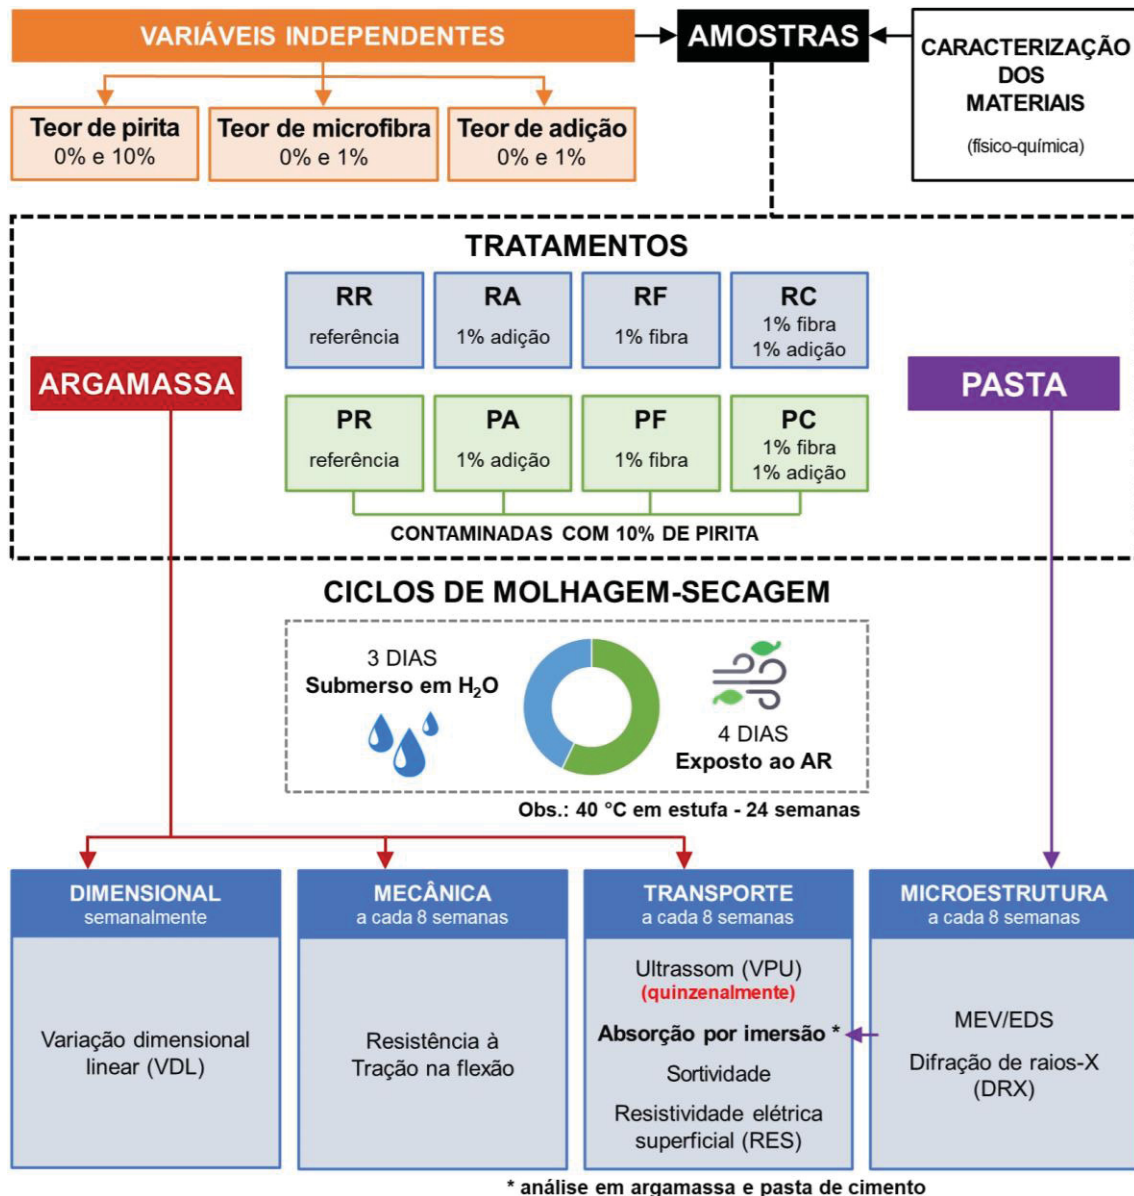 VARIÁVEIS INDEPENDENTES
AMOSTRAS
CARACTERIZAÇÃO
DOS
MATERIAIS
(físico-química)
Teor de pirita
0% e 10%
Teor de microfibra
0% e 1%
Teor de adição
0% e 1%
TRATAMENTOS
RR
referência
RA
1% adição
RF
1% fibra
RC
1% fibra
1% adição
ARGAMASSA
PASTA
PR
referência
PA
1% adição
PF
1% fibra
PC
1% fibra
1% adição
CONTAMINADAS COM 10% DE PIRITA
CICLOS DE MOLHAGEM-SECAGEM
3 DIAS
Submerso em H₂O
4 DIAS
Exposto ao AR
Obs.: 40 °C em estufa - 24 semanas
DIMENSIONAL
semanalmente
Variação dimensional
linear (VDL)
MECÂNICA
a cada 8 semanas
Resistência à
Tração na flexão
TRANSPORTE
a cada 8 semanas
Ultrassom (VPU)
(quinzenalmente)
Absorção por imersão *
Sortividade
Resistividade elétrica
superficial (RES)
MICROESTRUTURA
a cada 8 semanas
MEV/EDS
Difração de raios-X
(DRX)
* análise em argamassa e pasta de cimento